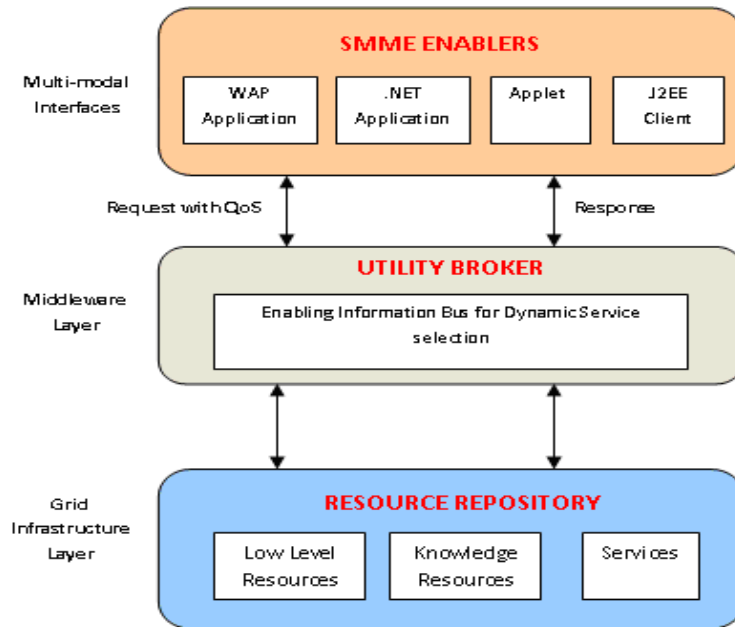 SMME ENABLERS
Multi-modal
Interfaces
WAP
Application
.NET
Application
Applet
J2EE
Client
Request with QoS
Response
UTILITY BROKER
Middleware
Layer
Enabling Information Bus for Dynamic Service
selection
Grid
Infrastructure
Layer
RESOURCE REPOSITORY
Low Level
Resources
Knowledge
Resources
Services